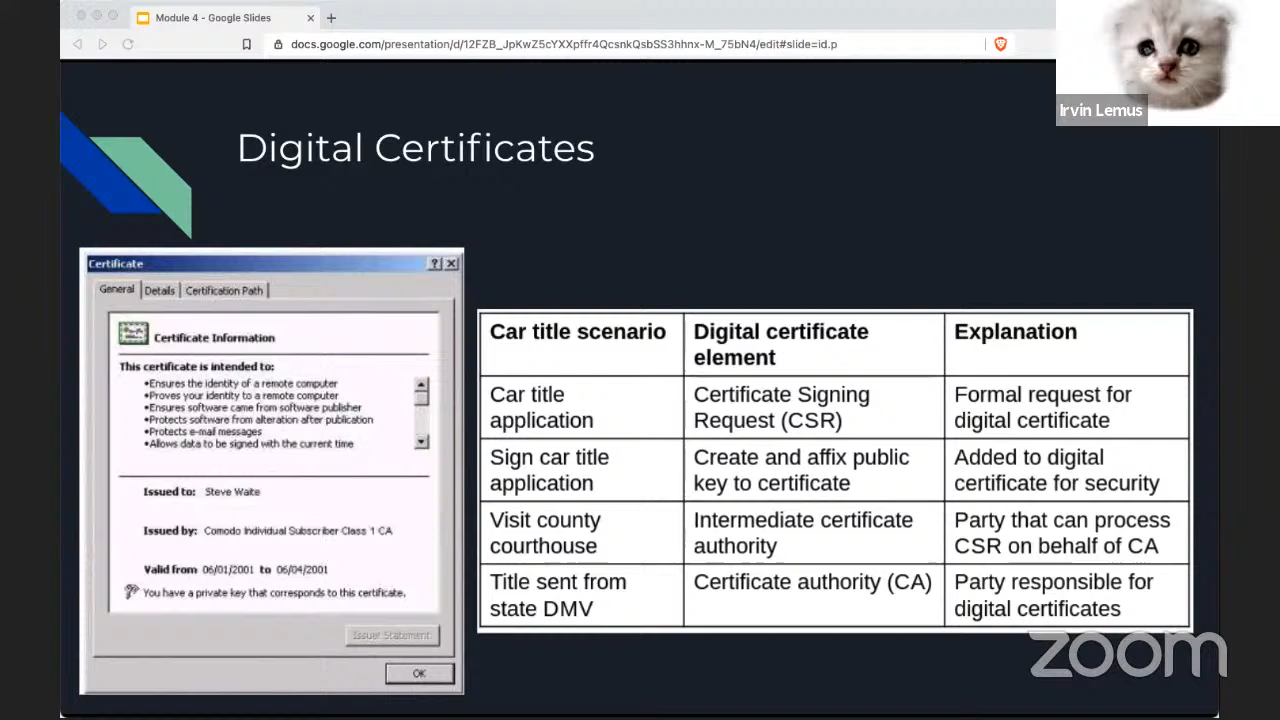 Module 4 - Google Slides
docs.google.com/presentation/d/12FZB_JpKwZ5cYXXpffr4QcsnkQsbSS3hhnx-M_75bN4/edit#slide=id.p
Irvin Lemus
Digital Certificates
Certificate
General Details Certification Path
Certificate Information
This certificate is intended to:
•Ensures the identity of a remote computer
•Proves your identity to a remote computer
•Ensures software came from software publisher
•Protects software from alteration after publication
•Protects e-mail messages
•Allows data to be signed with the current time
Issued to: Steve Waite
Issued by: Comodo Individual Subscriber Class 1 CA
Valid from 06/01/2001 to 06/04/2001
You have a private key that corresponds to this certificate.
Issuer Statement
OK
Car title scenario Digital certificate Explanation
element
Car title Certificate Signing Formal request for
application Request (CSR) digital certificate
Sign car title Create and affix public Added to digital
application key to certificate certificate for security
Visit county Intermediate certificate Party that can process
courthouse authority CSR on behalf of CA
Title sent from Certificate authority (CA) Party responsible for
state DMV digital certificates
zoom